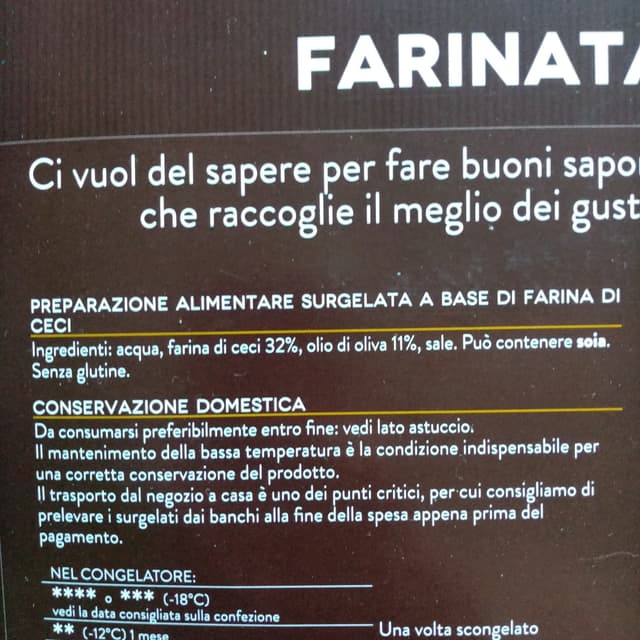 FARINATA
Ci vuol del sapere per fare buoni sapo
che raccoglie il meglio dei gust
PREPARAZIONE ALIMENTARE SURGELATA A BASE DI FARINA DI
CECI
Ingredienti: acqua, farina di ceci 32%, olio di oliva 11%, sale. Può contenere soia.
Senza glutine.
CONSERVAZIONE DOMESTICA
Da consumarsi preferibilmente entro fine: vedi lato astuccio.
Il mantenimento della bassa temperatura è la condizione indispensabile per
una corretta conservazione del prodotto.
Il trasporto dal negozio a casa è uno dei punti critici, per cui consigliamo di
prelevare i surgelati dai banchi alla fine della spesa appena prima del
pagamento.
NEL CONGELATORE:
**** o *** (-18°C)
vedi la data consigliata sulla confezione
** (-12°C) 1 mese
Una volta scongelato